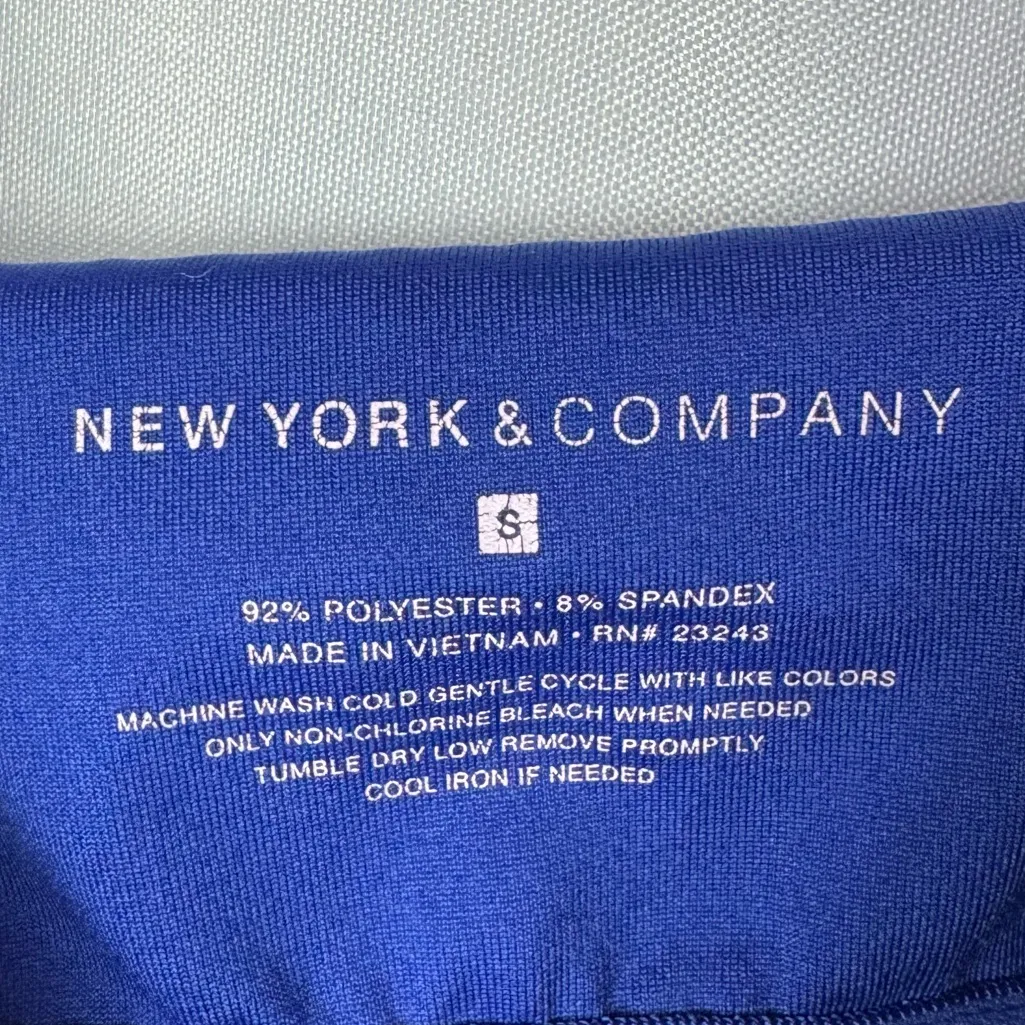 NEW YORK & COMPANY
S
92% POLYESTER • 8% SPANDEX
MADE IN VIETNAM • RN# 23243
MACHINE WASH COLD GENTLE CYCLE WITH LIKE COLORS
ONLY NON-CHLORINE BLEACH WHEN NEEDED
TUMBLE DRY LOW REMOVE PROMPTLY
COOL IRON IF NEEDED